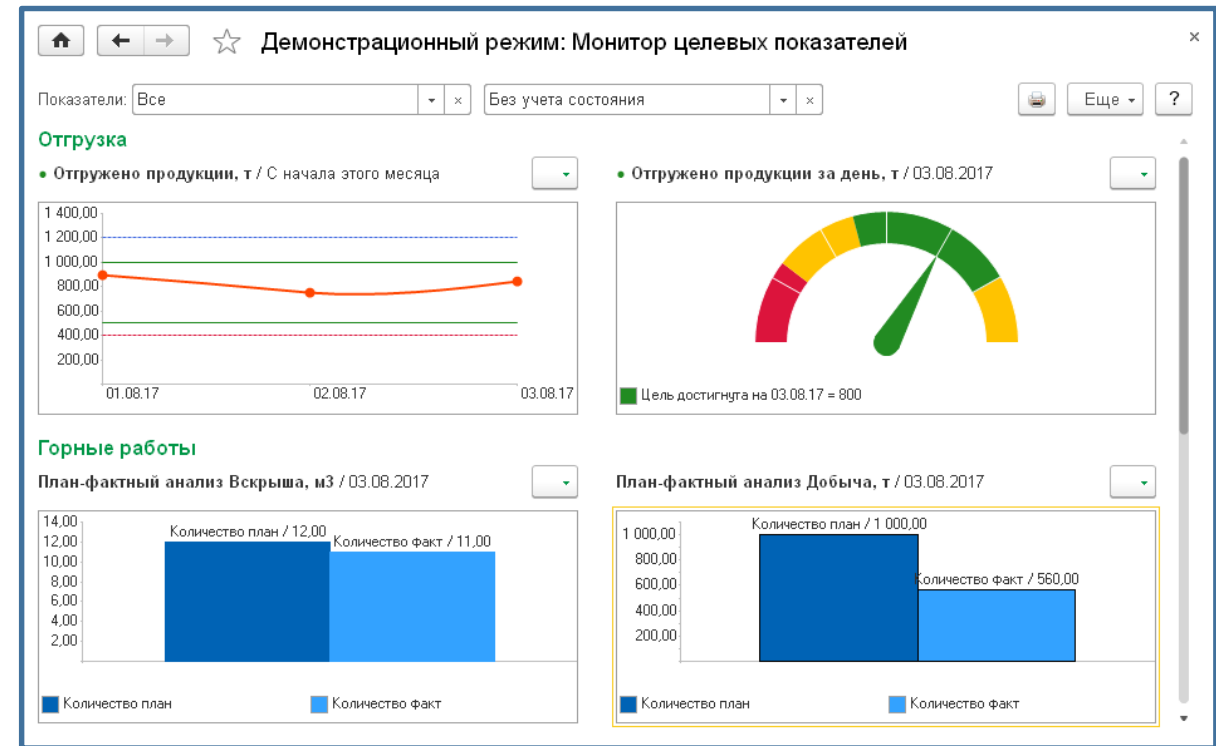 Демонстрационный режим: Монитор целевых показателей
Показатели: Все
Без учета состояния
Еще
?
Отгрузка
Отгружено продукции, т / С начала этого месяца
1 400,00
1 200,00
1 000,00
800,00
600,00
400,00
200,00
01.08.17 02.08.17 03.08.17
Отгружено продукции за день, т / 03.08.2017
Цель достигнута на 03.08.17 = 800
Горные работы
План-фактный анализ Вскрыша, м3 / 03.08.2017
14,00
12,00
10,00
8,00
6,00
4,00
2,00
Количество план / 12,00
Количество факт / 11,00
Количество план Количество факт
План-фактный анализ Добыча, т / 03.08.2017
1 000,00
800,00
600,00
400,00
200,00
Количество план / 1 000,00
Количество факт / 560,00
Количество план Количество факт